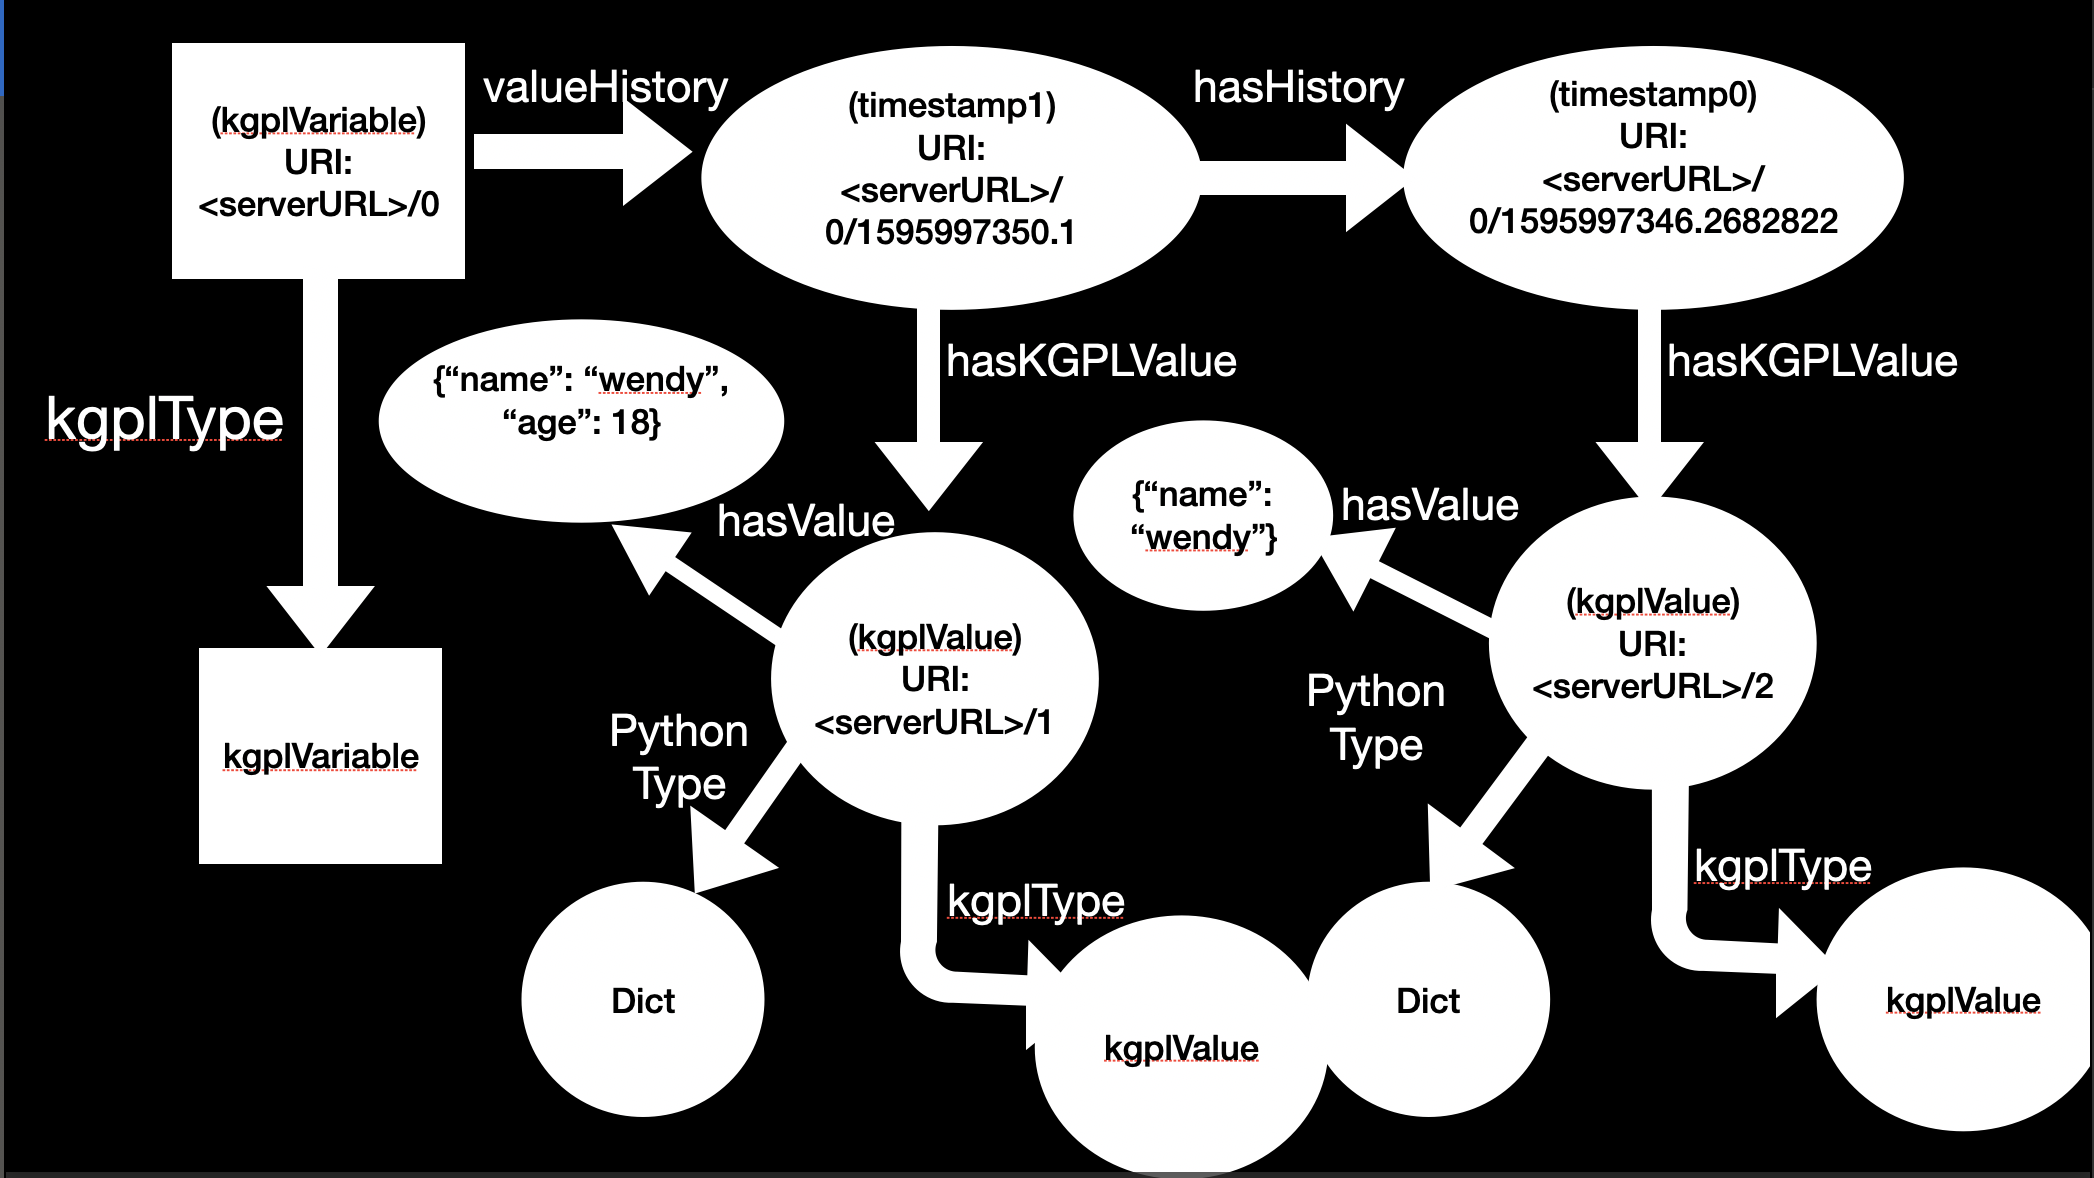 (kgplVariable)
URI:
<serverURL>/0
valueHistory
(timestamp1)
URI:
<serverURL>/
0/1595997350.1
hasHistory
(timestamp0)
URI:
<serverURL>/
0/1595997346.2682822
kgplType
{“name”: “wendy”,
“age”: 18}
hasKGPLValue
hasKGPLValue
hasValue
{“name”:
“wendy”}
hasValue
(kgplValue)
URI:
<serverURL>/1
(kgplValue)
URI:
<serverURL>/2
kgplVariable
Python
Type
Python
Type
kgplType
kgplType
Dict
kgplValue
Dict
kgplValue